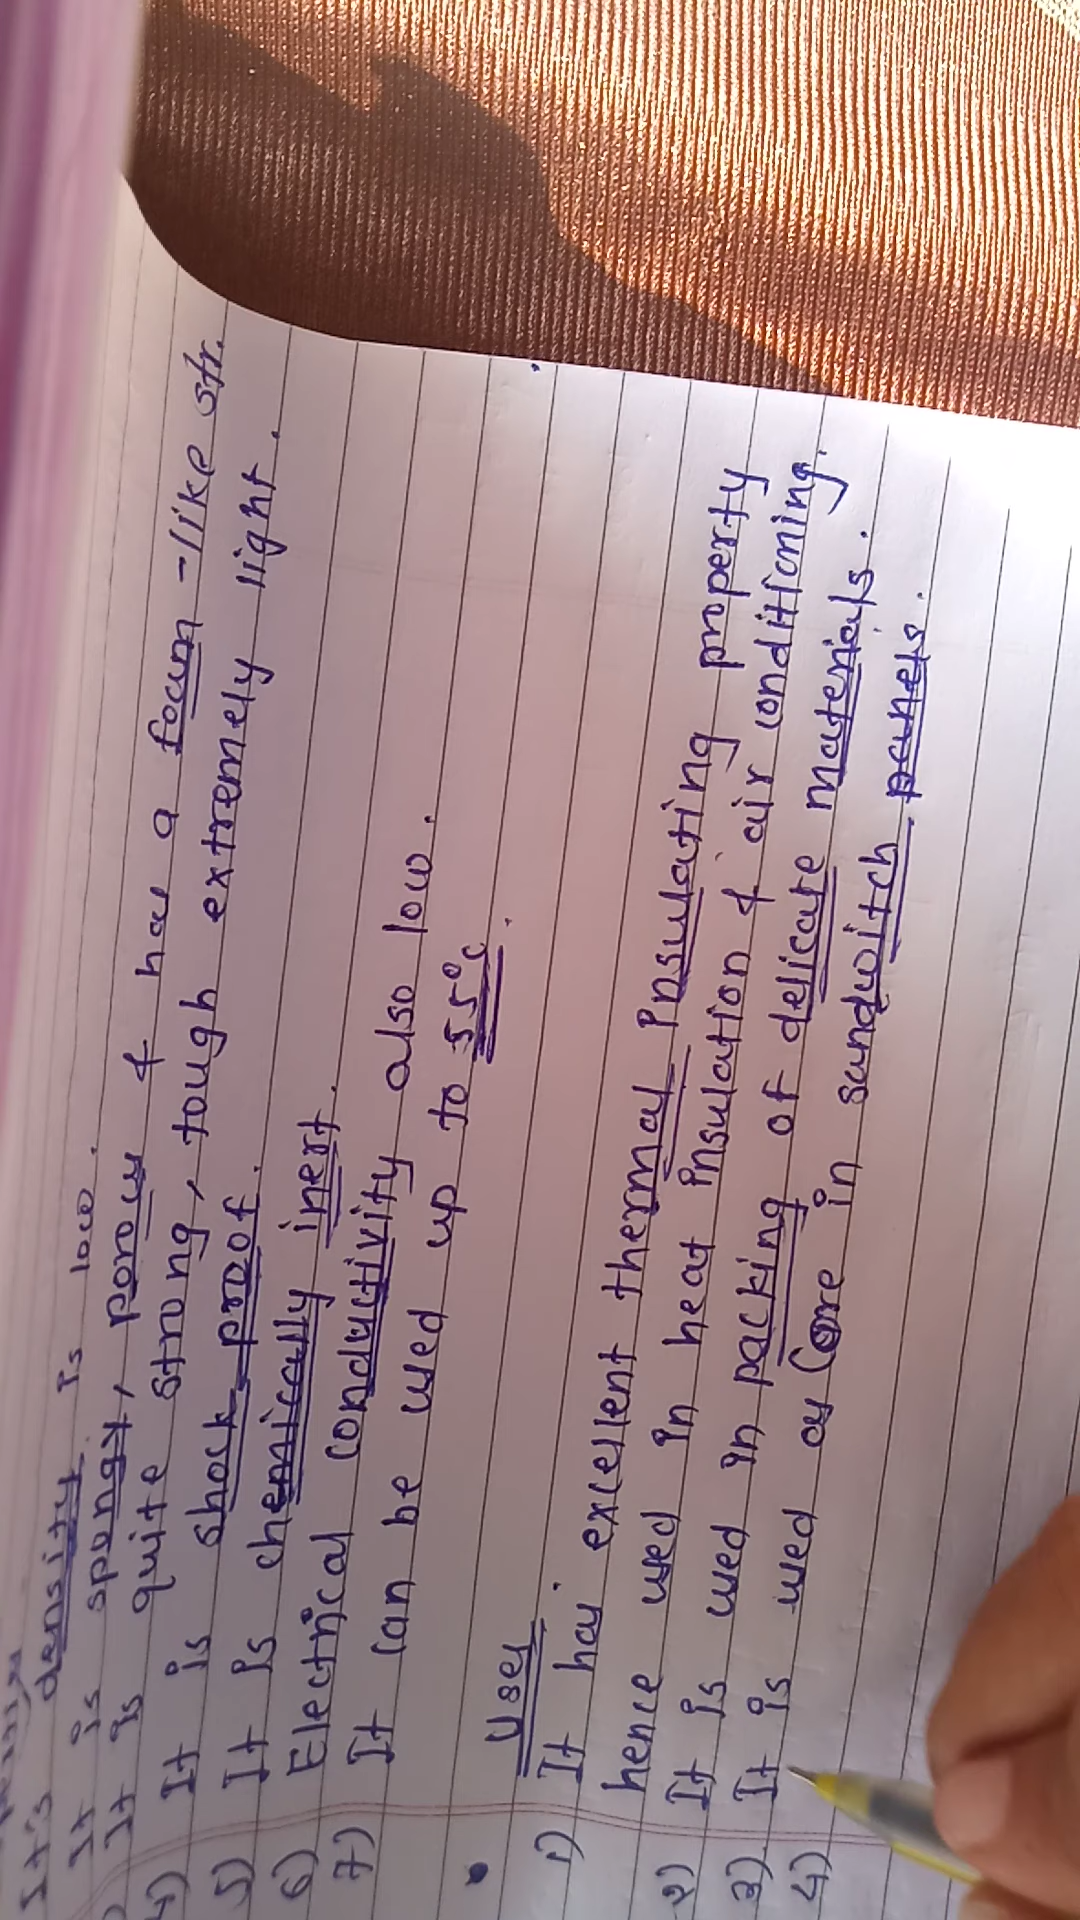 It's density is low.
It is spongy, porous & has a foam-like str.
It is quite strong, tough extremely light.
4) It is shock proof.
5) It is chemically inert.
6) Electrical conductivity also low.
7) It can be used up to 55°C.
• Uses
1) It has excellent thermal insulating property
hence used in heat insulation & air conditioning.
2) It is used in packing of delicate materials.
3) It is used as Core in sandwitch panels.
4)